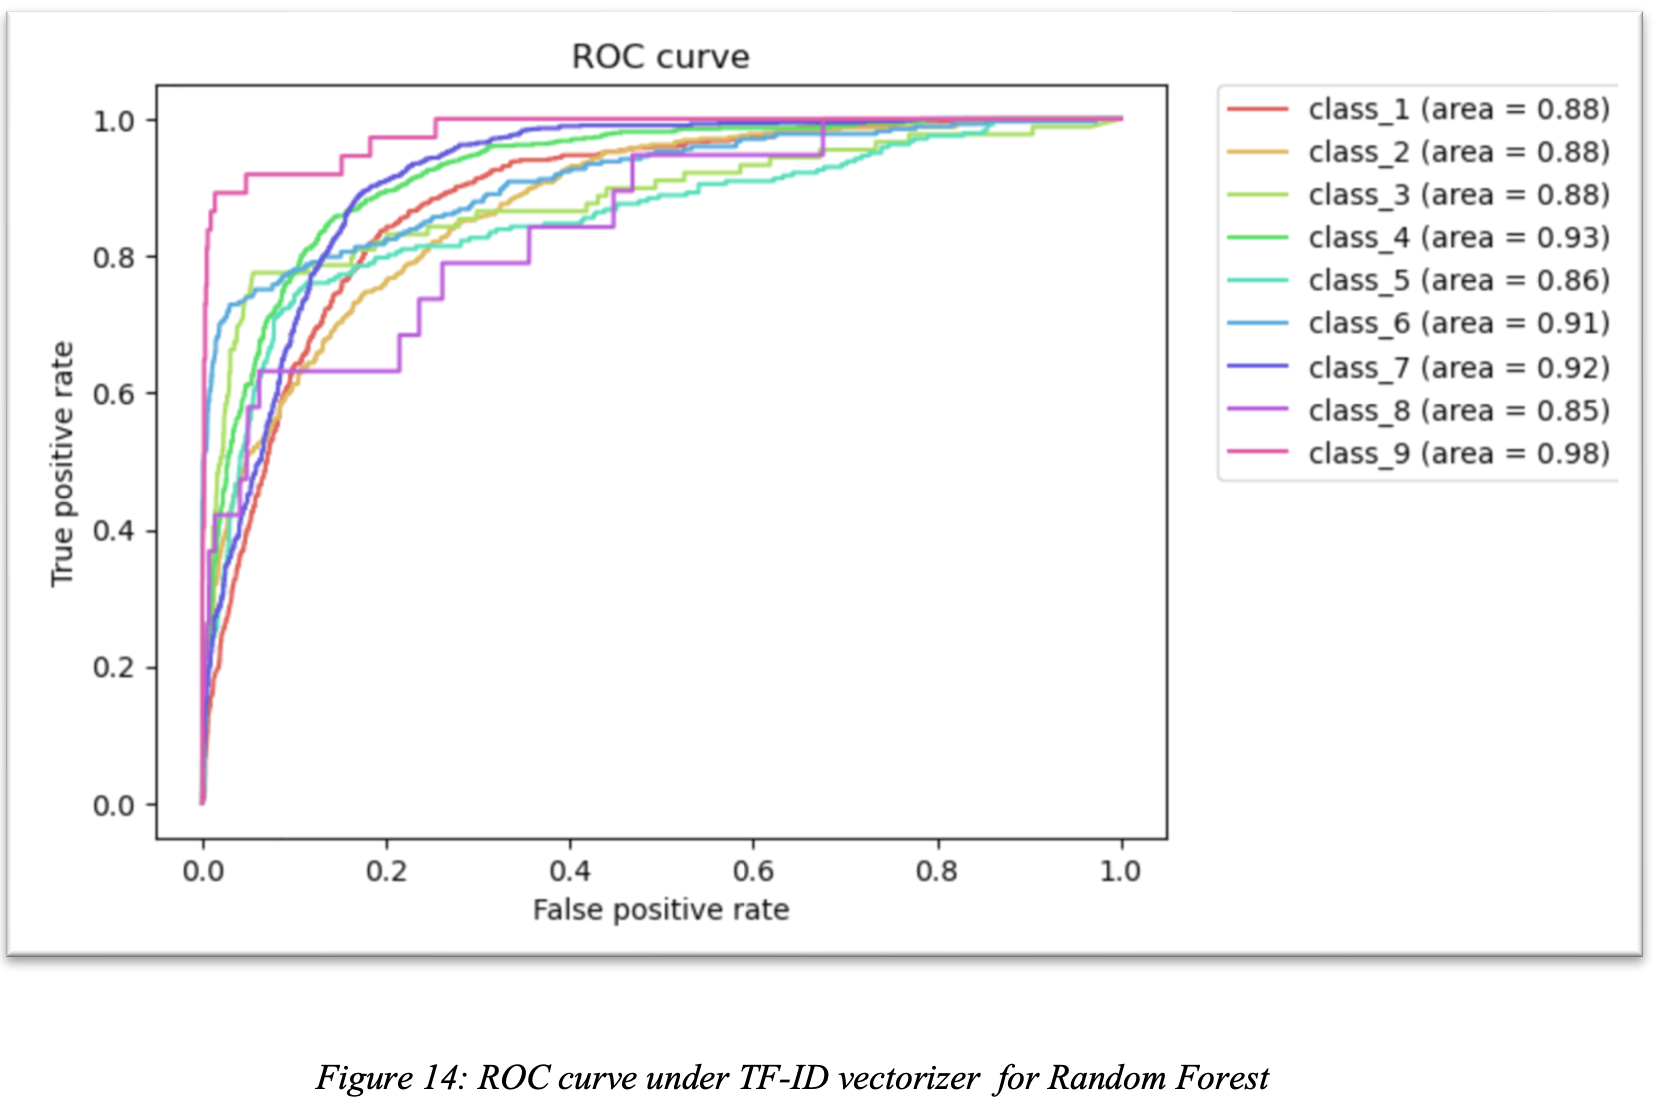 ROC curve
True positive rate
1.0
0.8
0.6
0.4
0.2
0.0
0.0 0.2 0.4 0.6 0.8 1.0
False positive rate
class_1 (area = 0.88)
class_2 (area = 0.88)
class_3 (area = 0.88)
class_4 (area = 0.93)
class_5 (area = 0.86)
class_6 (area = 0.91)
class_7 (area = 0.92)
class_8 (area = 0.85)
class_9 (area = 0.98)
Figure 14: ROC curve under TF-ID vectorizer  for Random Forest